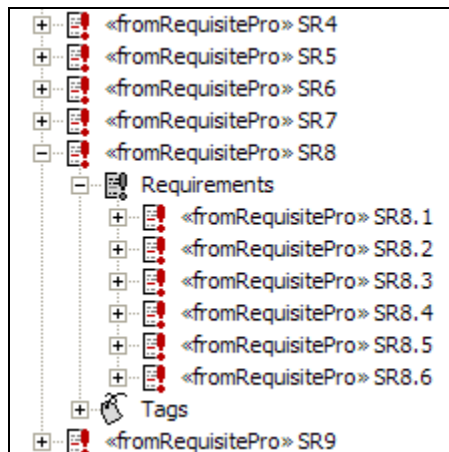 «fromRequisitePro» SR4
«fromRequisitePro» SR5
«fromRequisitePro» SR6
«fromRequisitePro» SR7
«fromRequisitePro» SR8
Requirements
«fromRequisitePro» SR8.1
«fromRequisitePro» SR8.2
«fromRequisitePro» SR8.3
«fromRequisitePro» SR8.4
«fromRequisitePro» SR8.5
«fromRequisitePro» SR8.6
Tags
«fromRequisitePro» SR9